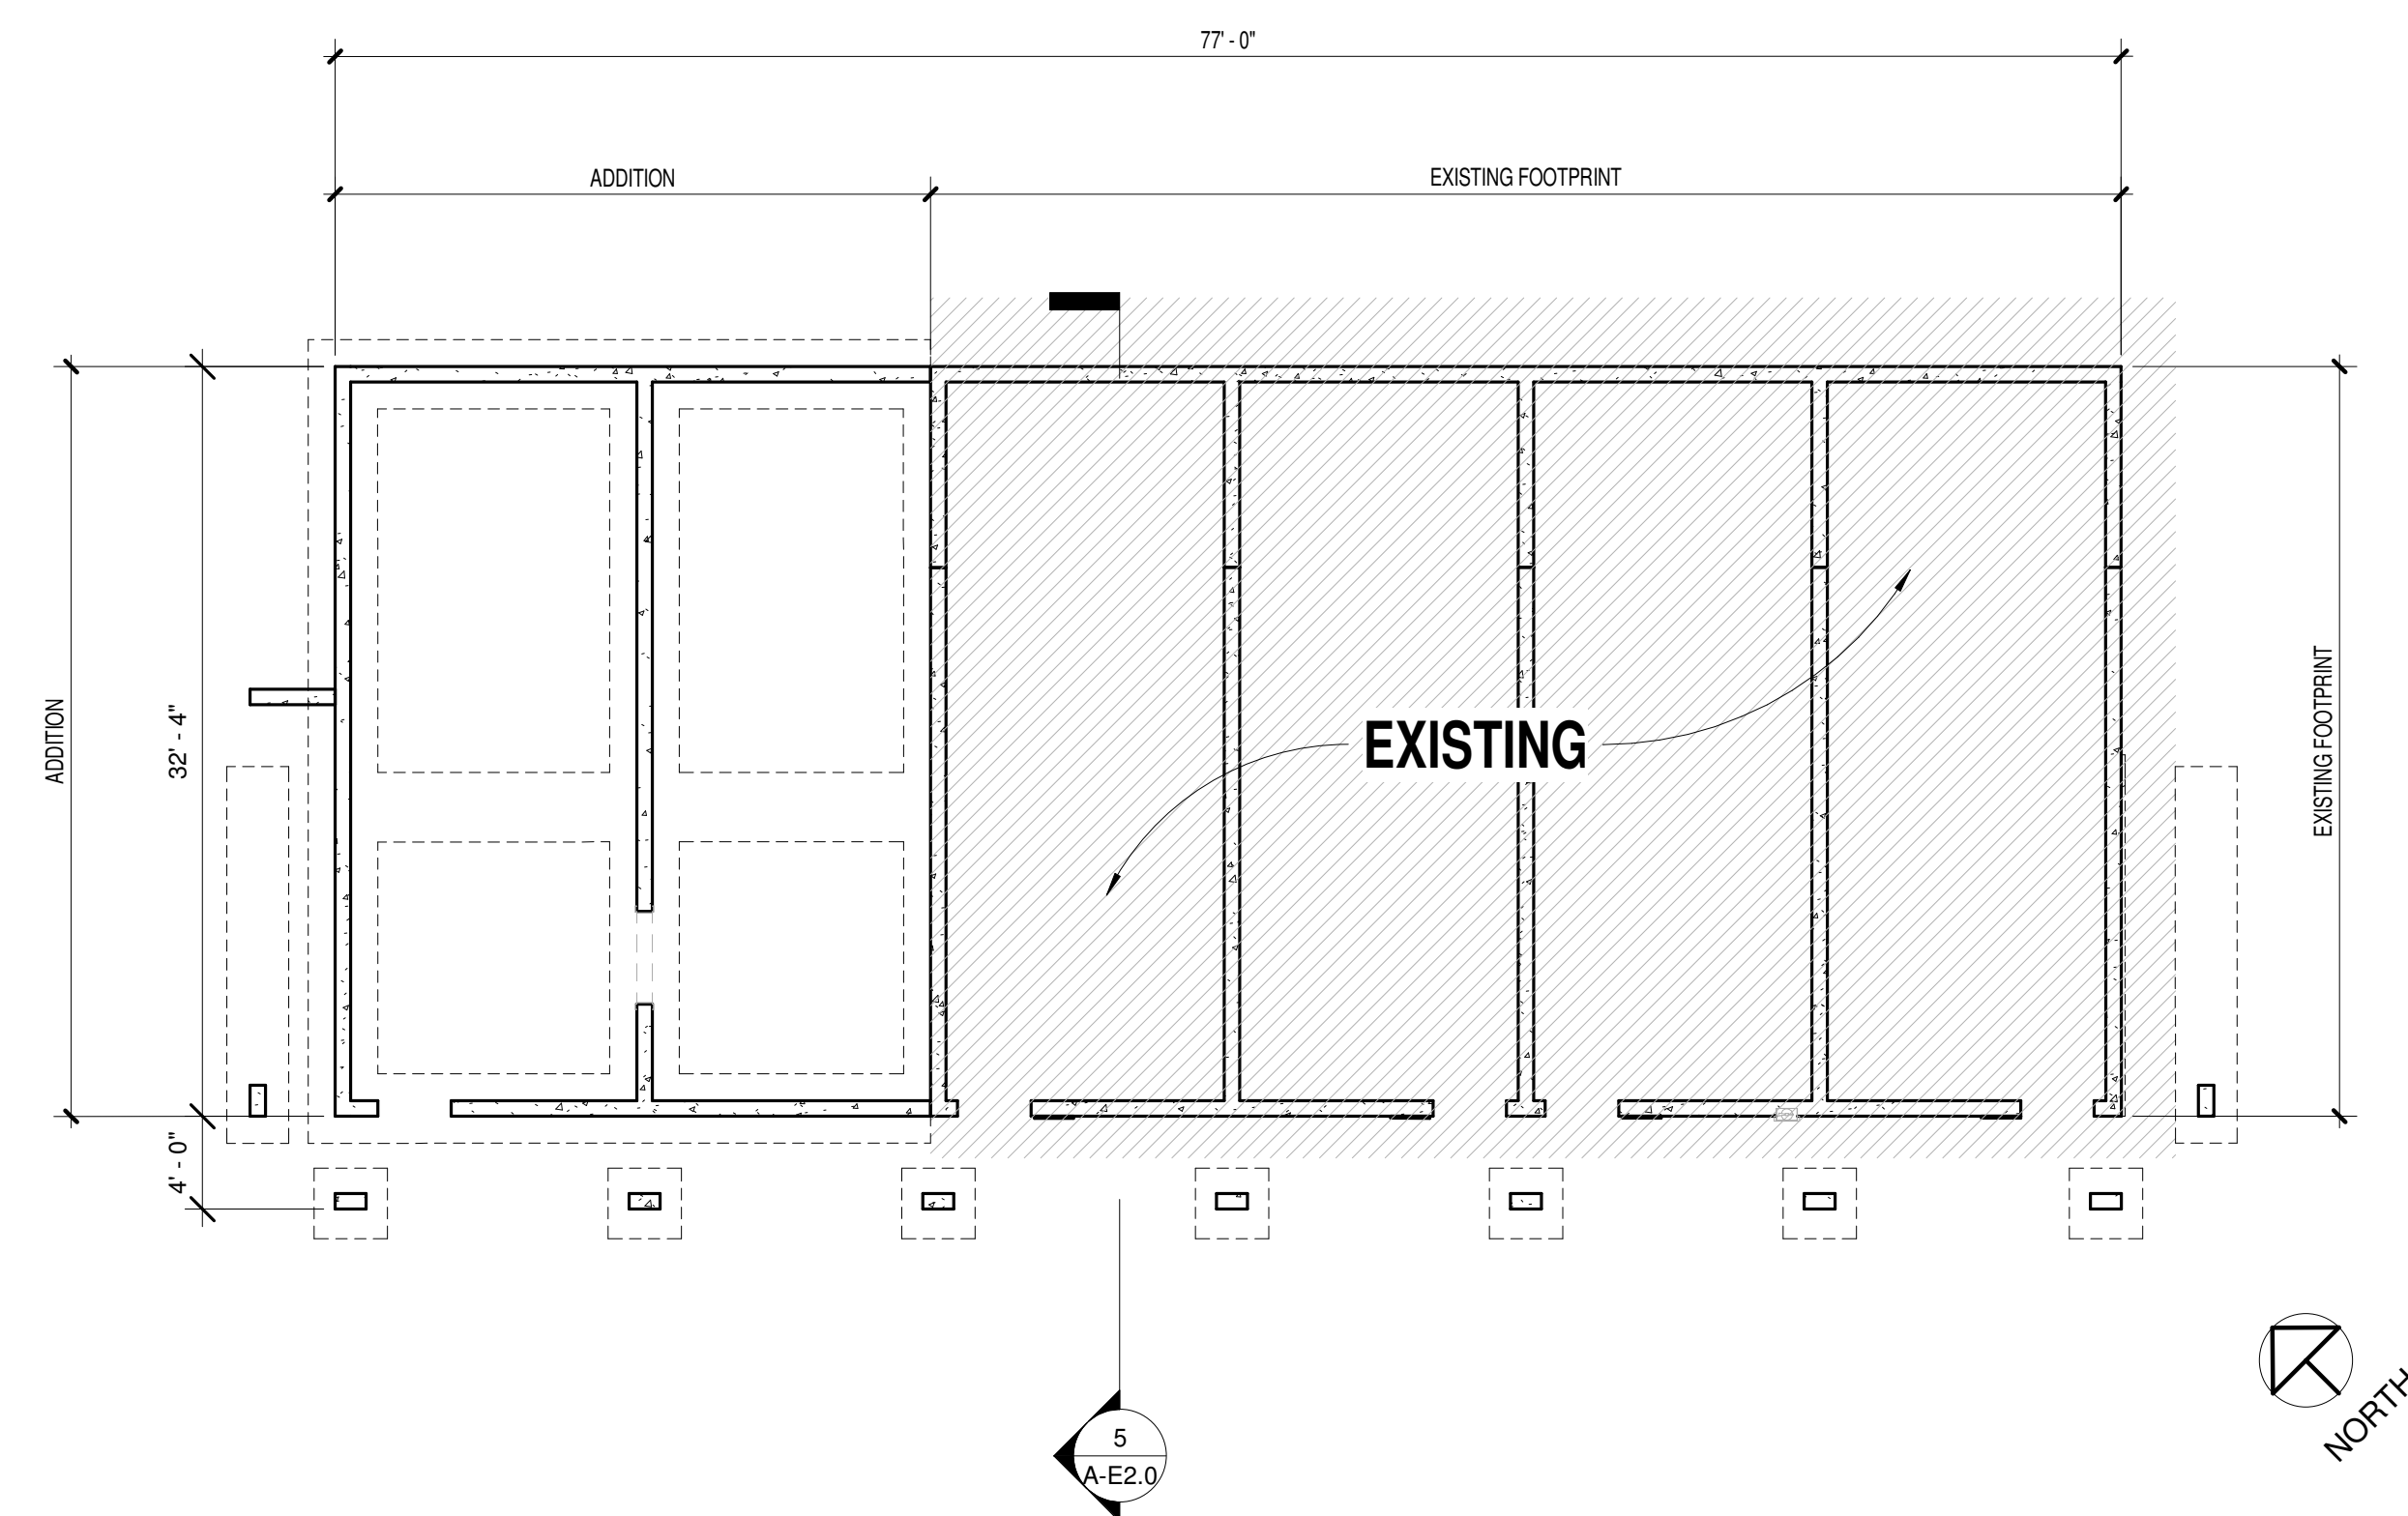 77' - 0"
ADDITION
EXISTING FOOTPRINT
ADDITION
32' - 4"
EXISTING
EXISTING FOOTPRINT
4' - 0"
5
A-E2.0
NORTH